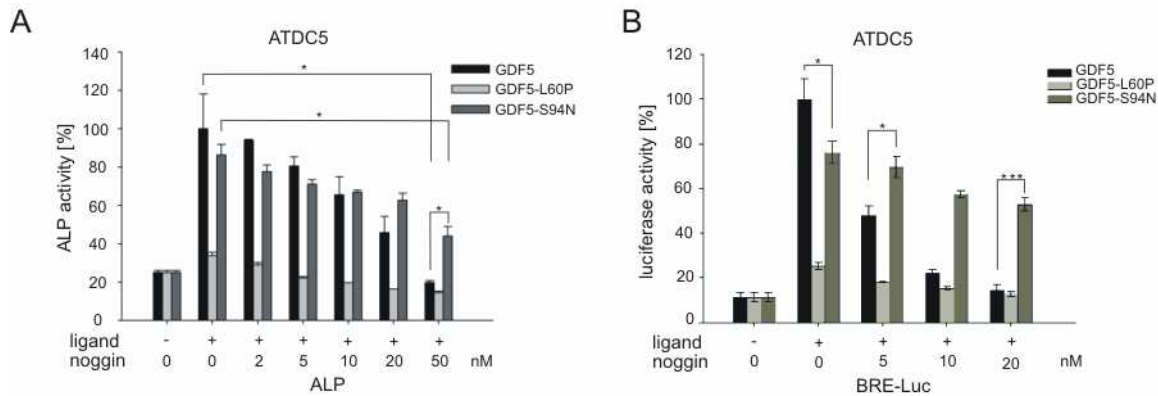 A
ATDC5
ALP activity [%]
140
120
100
80
60
40
20
0
GDF5
GDF5-L60P
GDF5-S94N
*
*
*
ligand - + + + + + +
noggin 0 0 2 5 10 20 50 nM
ALP
B
ATDC5
luciferase activity [%]
120
100
80
60
40
20
0
GDF5
GDF5-L60P
GDF5-S94N
*
*
***
ligand - + + + +
noggin 0 0 5 10 20 nM
BRE-Luc